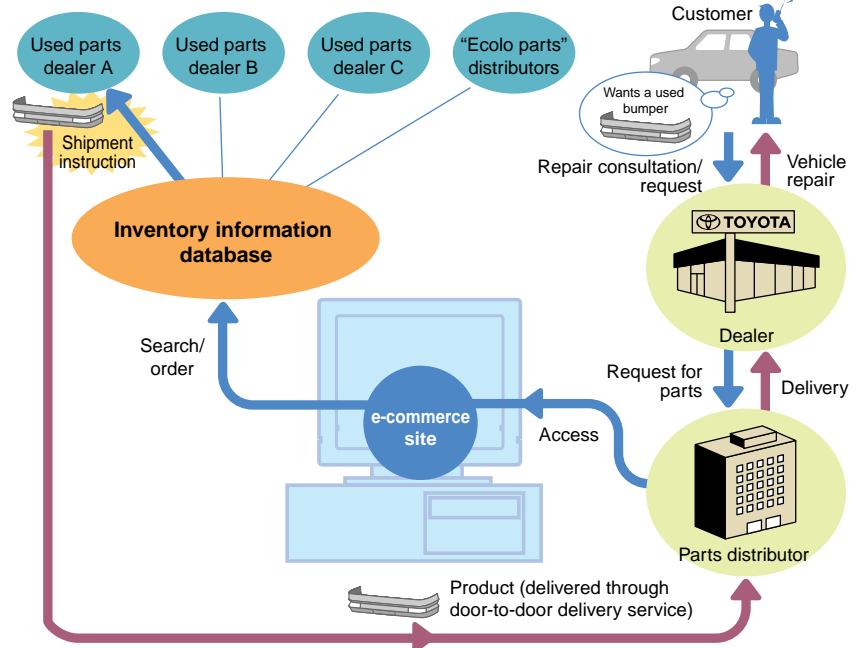 Used parts
dealer A
Used parts
dealer B
Used parts
dealer C
“Ecolo parts”
distributors
Customer
Wants a used
bumper
Shipment
instruction
Repair consultation/
request
Vehicle
repair
Inventory information
database
TOYOTA
Dealer
Search/
order
e-commerce
site
Access
Request for
parts
Delivery
Parts distributor
Product (delivered through
door-to-door delivery service)